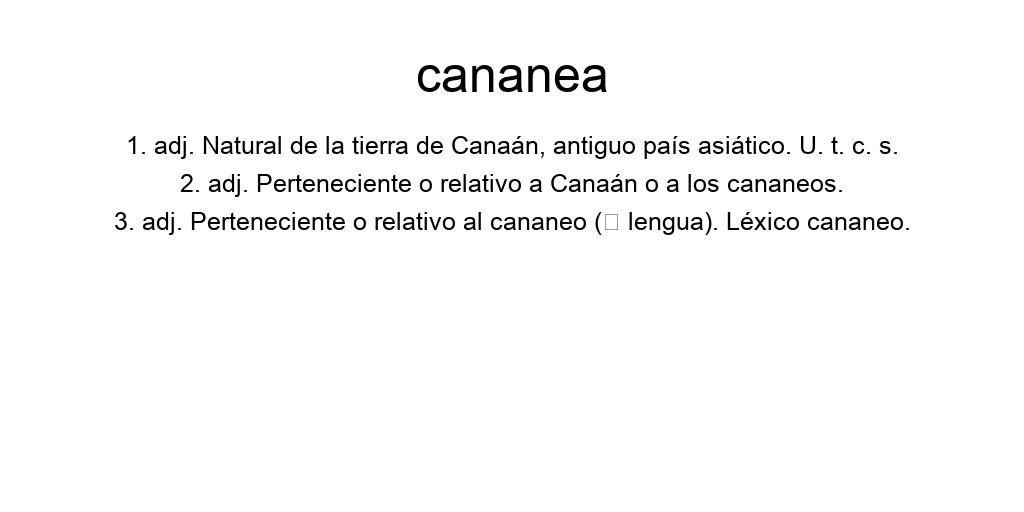 cananea
1. adj. Natural de la tierra de Canaán, antiguo país asiático. U. t. c. s.
2. adj. Perteneciente o relativo a Canaán o a los cananeos.
3. adj. Perteneciente o relativo al cananeo (□ lengua). Léxico cananeo.